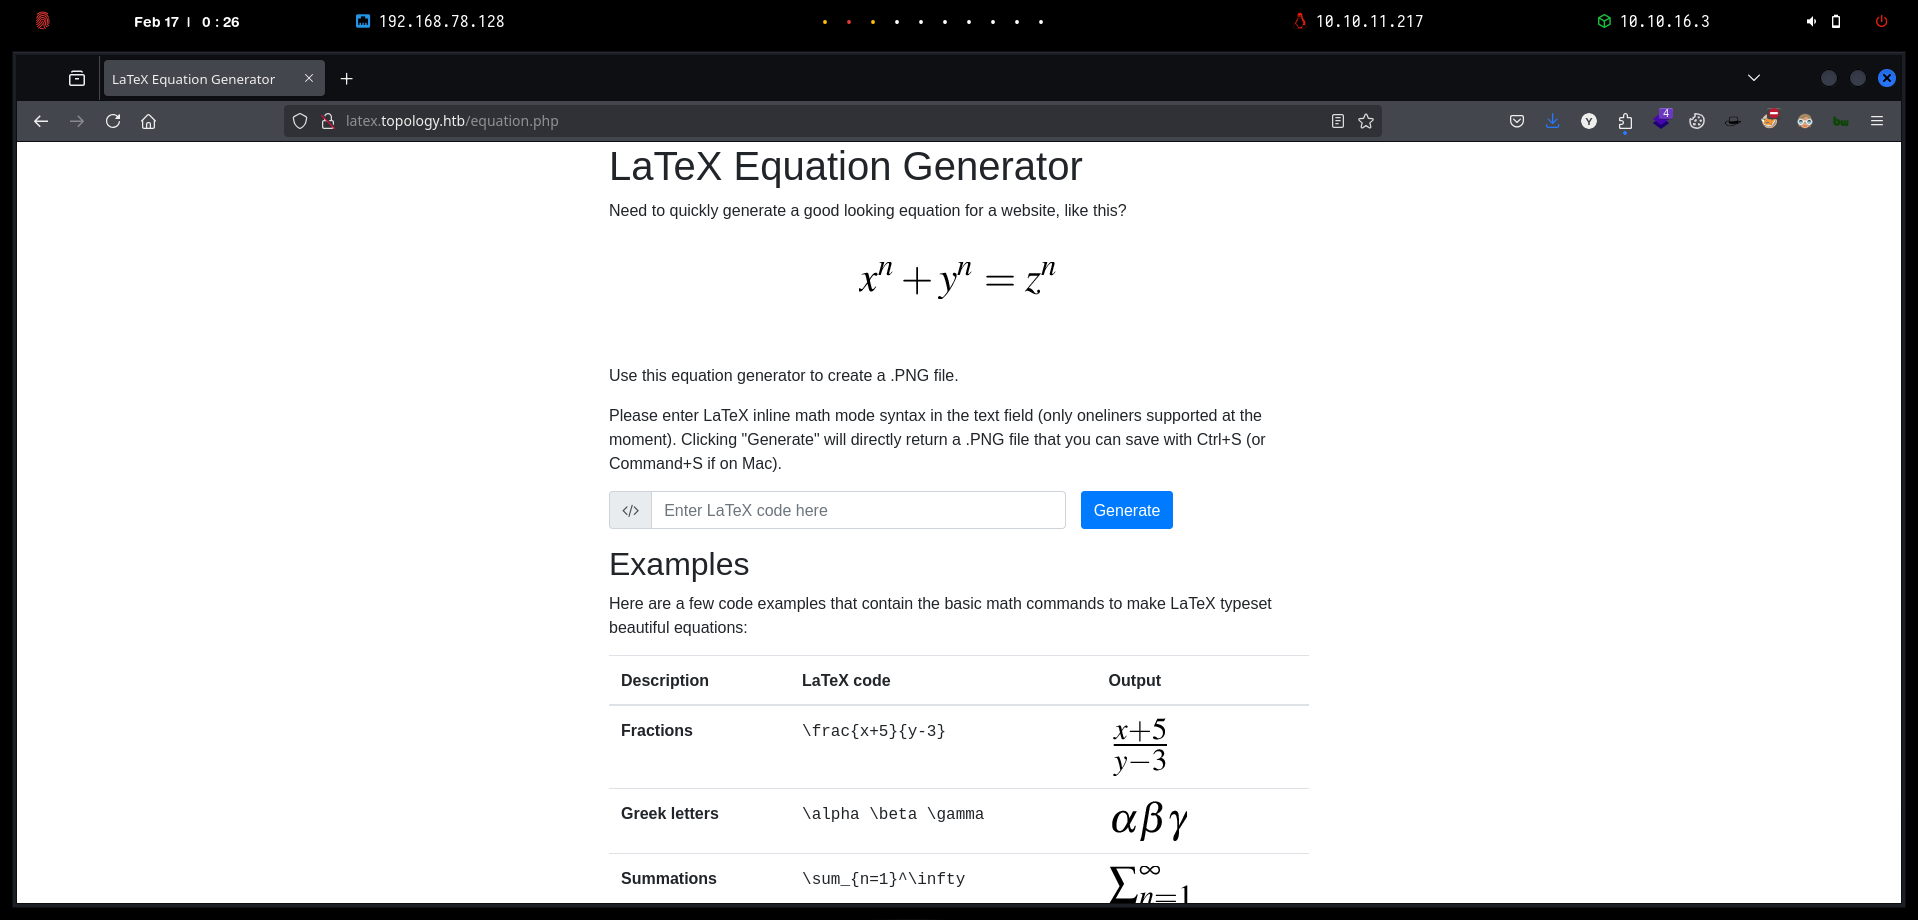 Feb 17 | 0 : 26
192.168.78.128
10.10.11.217
10.10.16.3
LaTeX Equation Generator
latex.topology.htb/equation.php
Y
4
bw
LaTeX Equation Generator
Need to quickly generate a good looking equation for a website, like this?
xⁿ + yⁿ = zⁿ
Use this equation generator to create a .PNG file.
Please enter LaTeX inline math mode syntax in the text field (only oneliners supported at the
moment). Clicking "Generate" will directly return a .PNG file that you can save with Ctrl+S (or
Command+S if on Mac).
</> Enter LaTeX code here Generate
Examples
Here are a few code examples that contain the basic math commands to make LaTeX typeset
beautiful equations:
Description LaTeX code Output
Fractions \frac{x+5}{y-3} x+5
y−3
Greek letters \alpha \beta \gamma αβγ
Summations \sum_{n=1}^\infty ∑∞
n=1